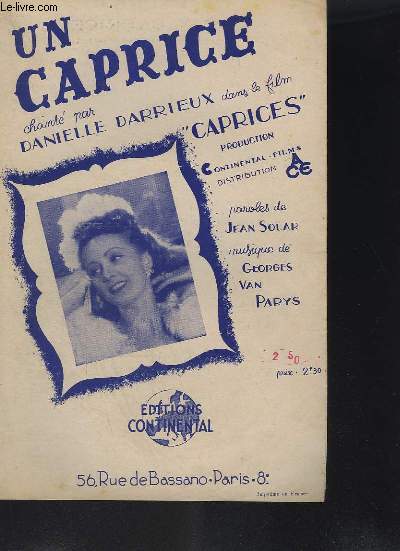 Le-livre.com
UN
CAPRICE
chanté par
DANIELLE DARRIEUX dans le film
"CAPRICES"
PRODUCTION
CONTINENTAL-FILMS
DISTRIBUTION ACE
paroles de
JEAN SOLAR
musique de
GEORGES
VAN
PARYS
2 50
prix: 2f30
EDITIONS
CONTINENTAL
56, Rue de Bassano • Paris • 8e